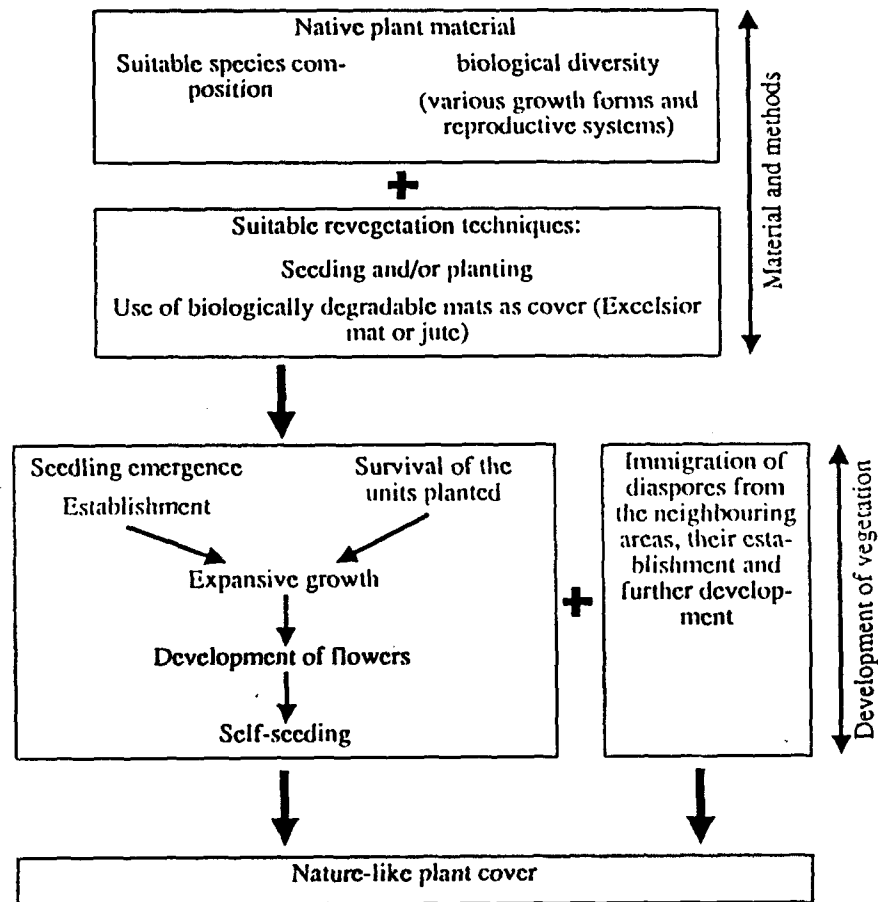 Native plant material
Suitable species com-
position
biological diversity
(various growth forms and
reproductive systems)
+
Suitable revegetation techniques:
Seeding and/or planting
Use of biologically degradable mats as cover (Excelsior
mat or jute)
Material and methods
Seedling emergence
Establishment
Survival of the
units planted
Expansive growth
Development of flowers
Self-seeding
+
Immigration of
diaspores from
the neighbouring
areas, their esta-
blishment and
further develop-
ment
Development of vegetation
Nature-like plant cover